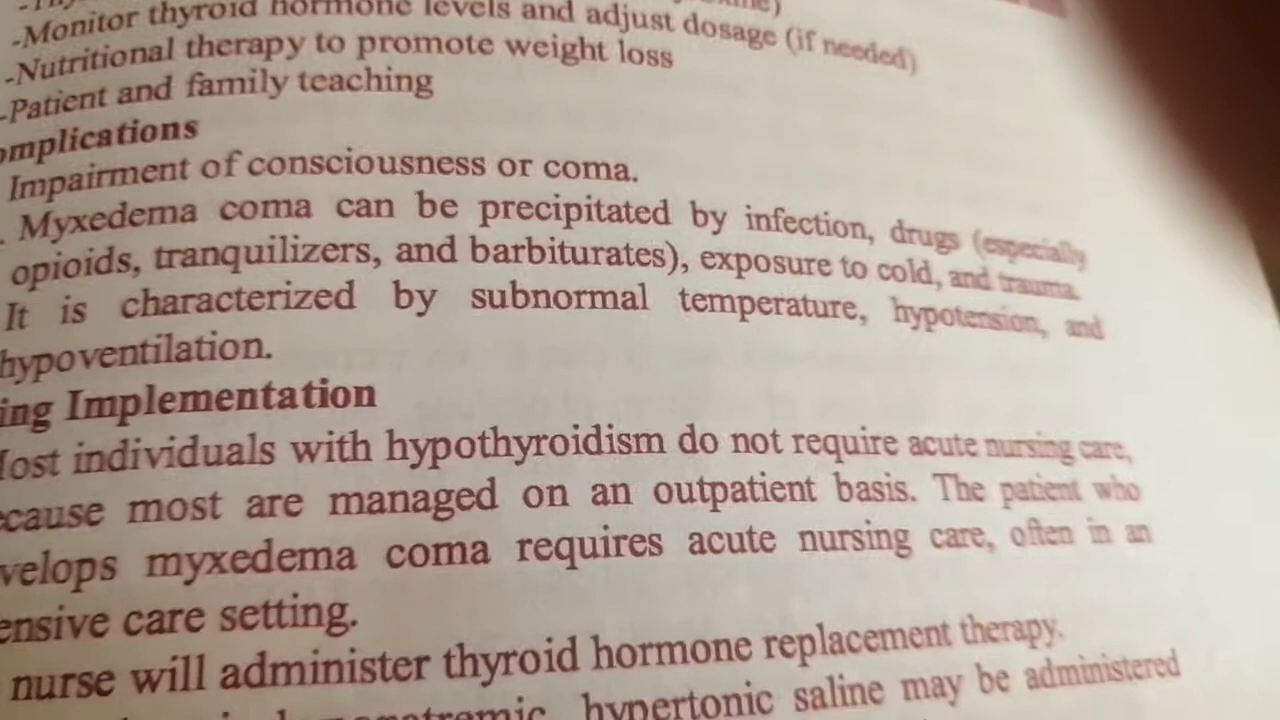 -Monitor thyroid hormone levels and adjust dosage (if needed)
-Nutritional therapy to promote weight loss
-Patient and family teaching
omplications
Impairment of consciousness or coma.
. Myxedema coma can be precipitated by infection, drugs (especially
opioids, tranquilizers, and barbiturates), exposure to cold, and trauma.
It is characterized by subnormal temperature, hypotension, and
hypoventilation.
ing Implementation
ost individuals with hypothyroidism do not require acute nursing care,
ecause most are managed on an outpatient basis. The patient who
velops myxedema coma requires acute nursing care, often in an
ensive care setting.
nurse will administer thyroid hormone replacement therapy.
hypertonic saline may be administered